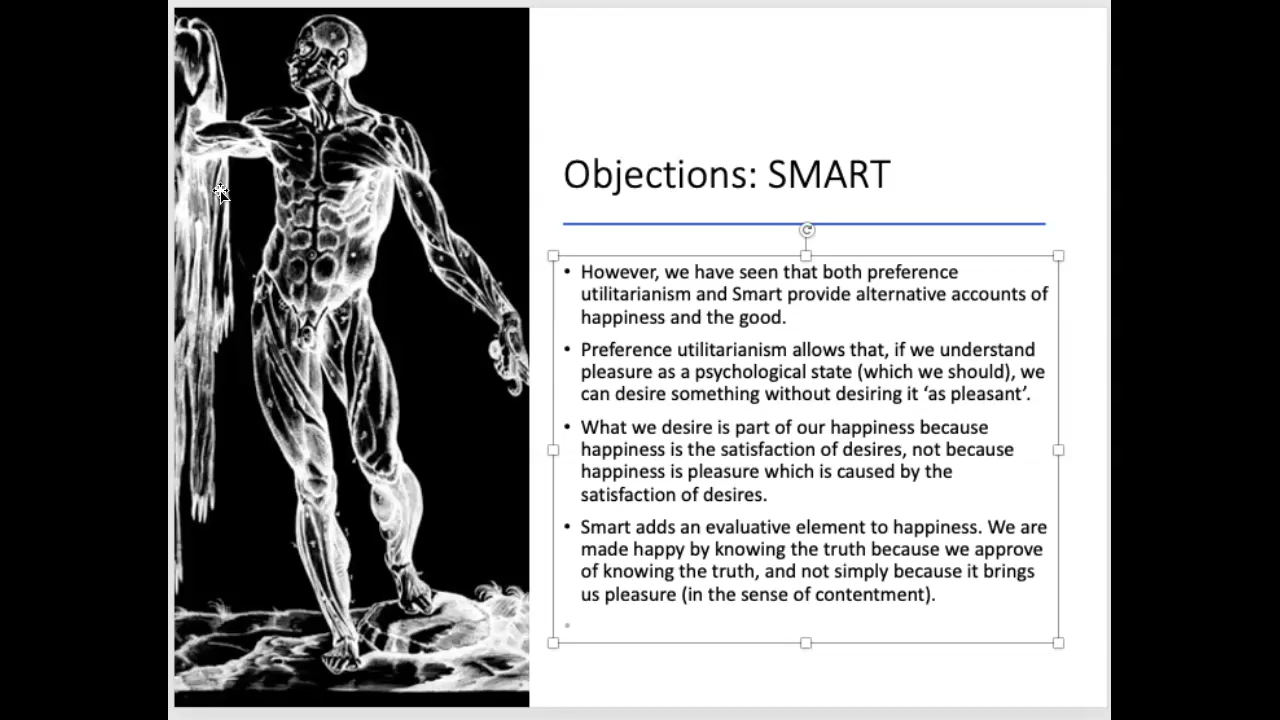 Objections: SMART
• However, we have seen that both preference
utilitarianism and Smart provide alternative accounts of
happiness and the good.
• Preference utilitarianism allows that, if we understand
pleasure as a psychological state (which we should), we
can desire something without desiring it ‘as pleasant’.
• What we desire is part of our happiness because
happiness is the satisfaction of desires, not because
happiness is pleasure which is caused by the
satisfaction of desires.
• Smart adds an evaluative element to happiness. We are
made happy by knowing the truth because we approve
of knowing the truth, and not simply because it brings
us pleasure (in the sense of contentment).